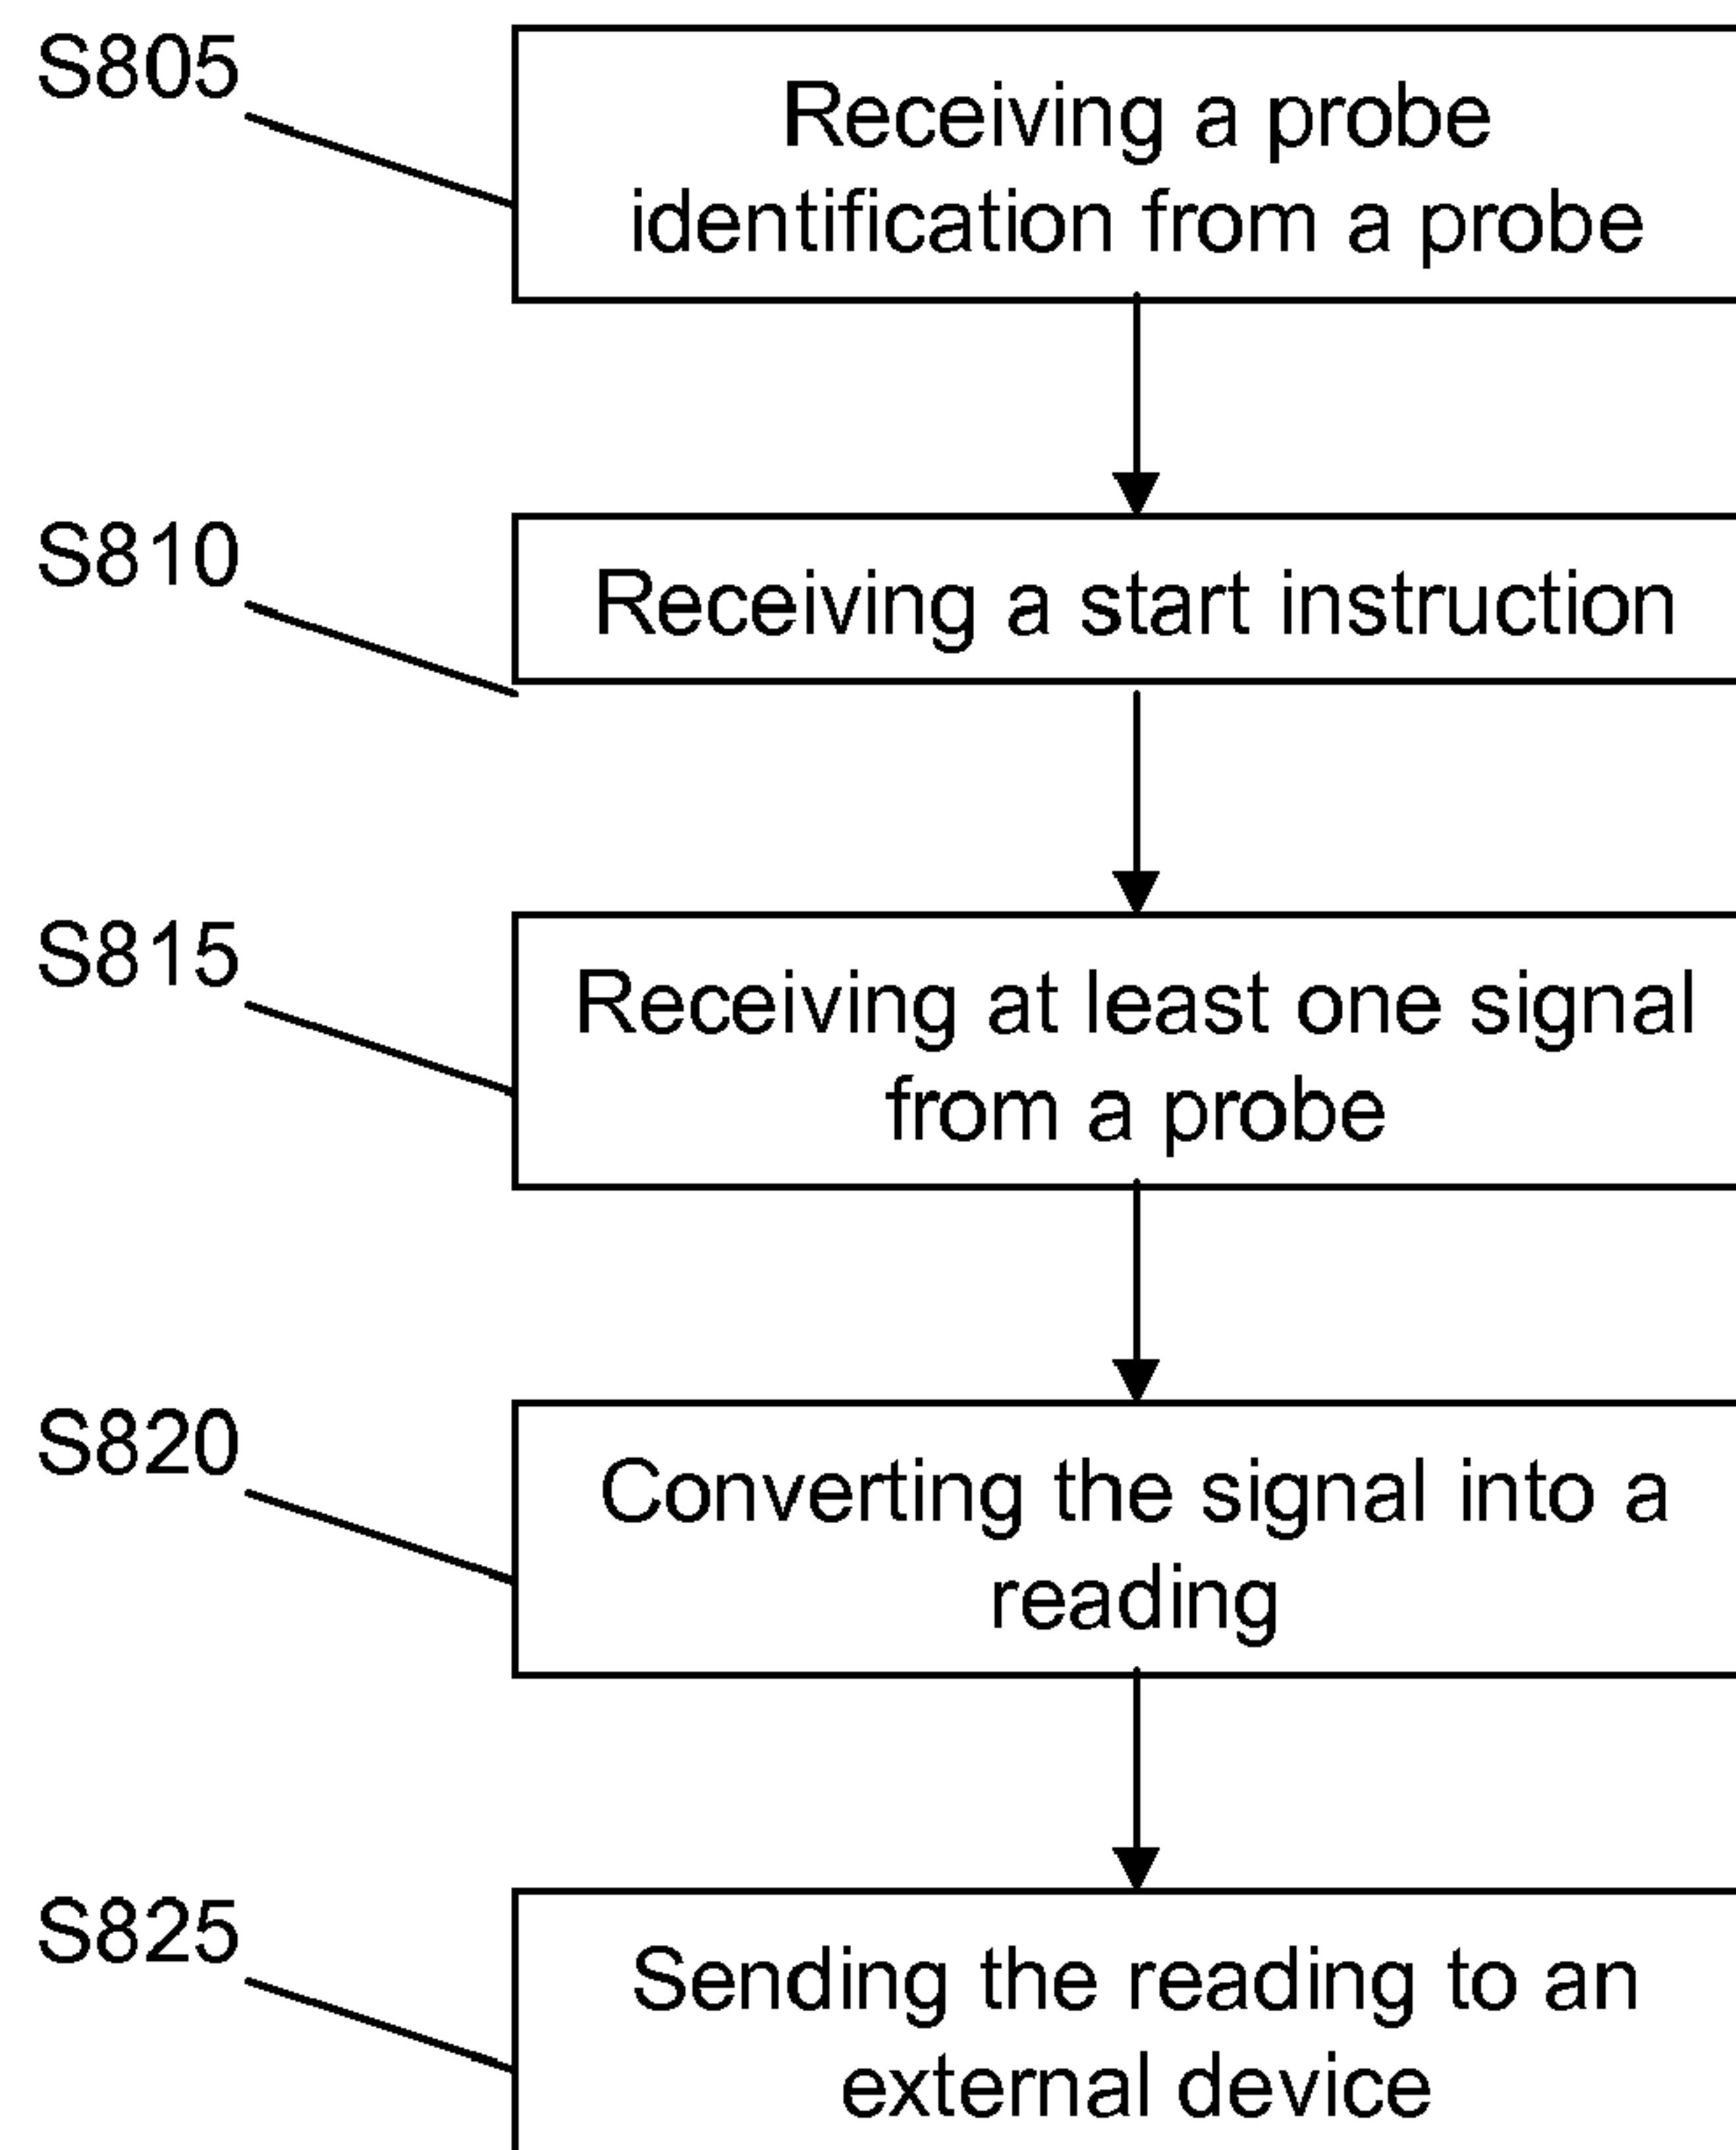 S805
Receiving a probe
identification from a probe
S810
Receiving a start instruction
S815
Receiving at least one signal
from a probe
S820
Converting the signal into a
reading
S825
Sending the reading to an
external device